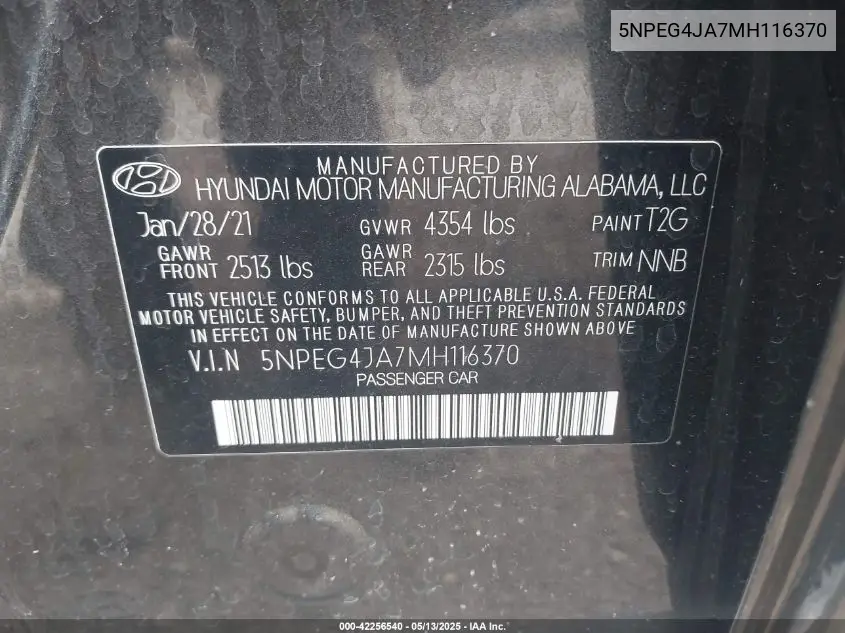 5NPEG4JA7MH116370
MANUFACTURED BY
HYUNDAI MOTOR MANUFACTURING ALABAMA, LLC
Jan/28/21 GVWR 4354 lbs PAINT T2G
GAWR FRONT 2513 lbs GAWR REAR 2315 lbs TRIM NNB
THIS VEHICLE CONFORMS TO ALL APPLICABLE U.S.A. FEDERAL
MOTOR VEHICLE SAFETY, BUMPER, AND THEFT PREVENTION STANDARDS
IN EFFECT ON THE DATE OF MANUFACTURE SHOWN ABOVE
V.I.N 5NPEG4JA7MH116370
PASSENGER CAR
000-42256540 - 05/13/2025 - IAA Inc.